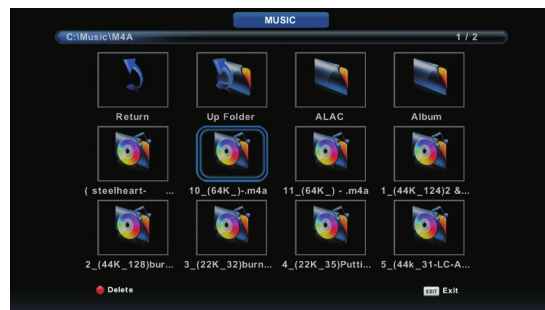 MUSIC
C:\Music\M4A 1 / 2
Return Up Folder ALAC Album
( steelheart- ... 10_(64K_)-.m4a 11_(64K_) - .m4a 1_(44K_124)2 &...
2_(44K_128)bur... 3_(22K_32)burn... 4_(22K_35)Putti... 5_(44k_31-LC-A...
Delete EXIT Exit